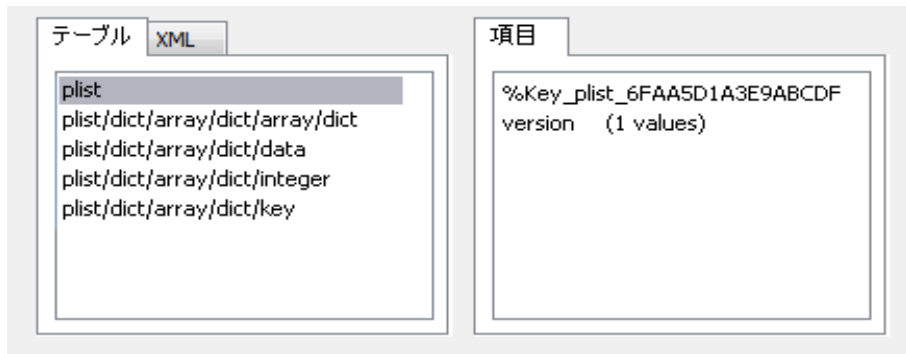 テーブル
XML
plist
plist/dict/array/dict/array/dict
plist/dict/array/dict/data
plist/dict/array/dict/integer
plist/dict/array/dict/key
項目
%Key_plist_6FAA5D1A3E9ABCDF
version (1 values)